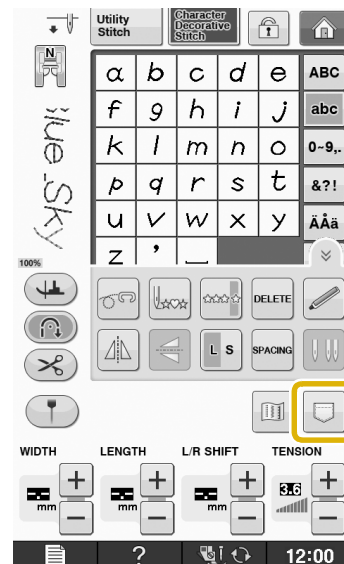 Utility Stitch
Character Decorative Stitch
N
Sky
a b c d e ABC
f g h i j abc
k l m n o 0~9,.
p q r s t &?!
u v w x y ÄÅä
z ’ ⎵
100%
DELETE
L S SPACING
WIDTH LENGTH L/R SHIFT TENSION
+ + + +
mm mm mm 3.6
− − − −
? 12:00